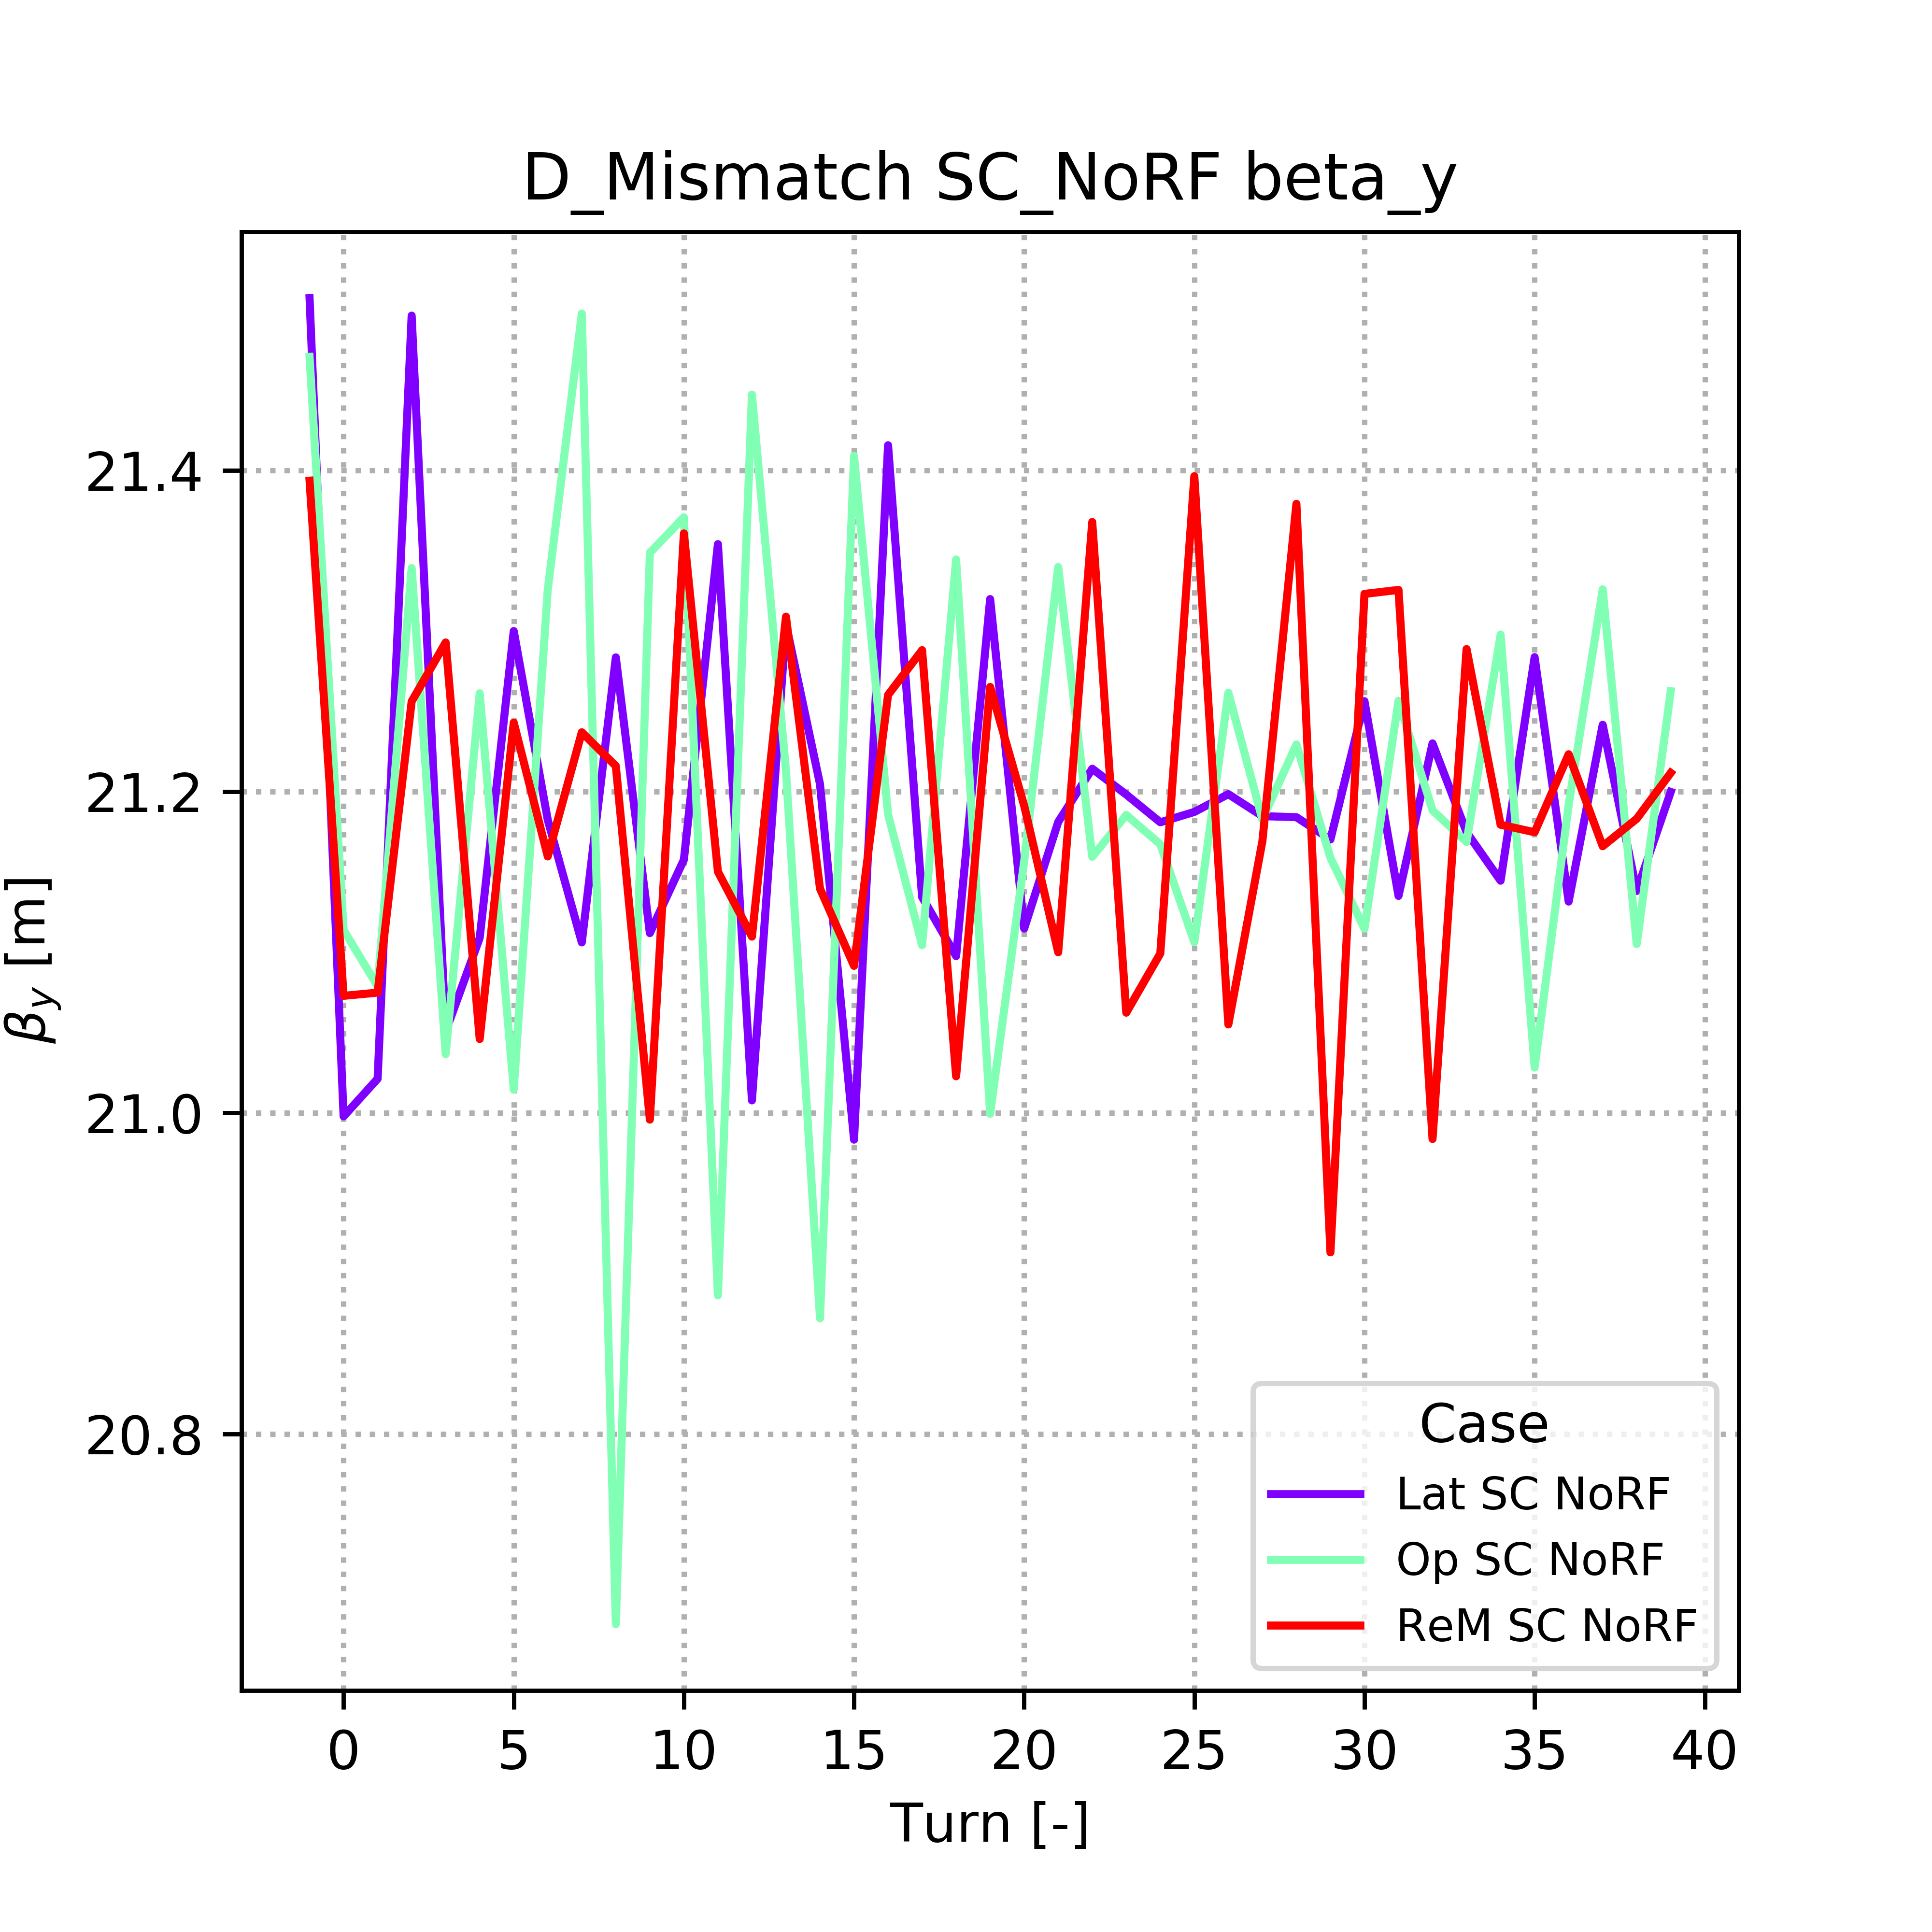 D_Mismatch SC_NoRF beta_y
β_y [m]
21.4
21.2
21.0
20.8
0 5 10 15 20 25 30 35 40
Turn [-]
Case
Lat SC NoRF
Op SC NoRF
ReM SC NoRF